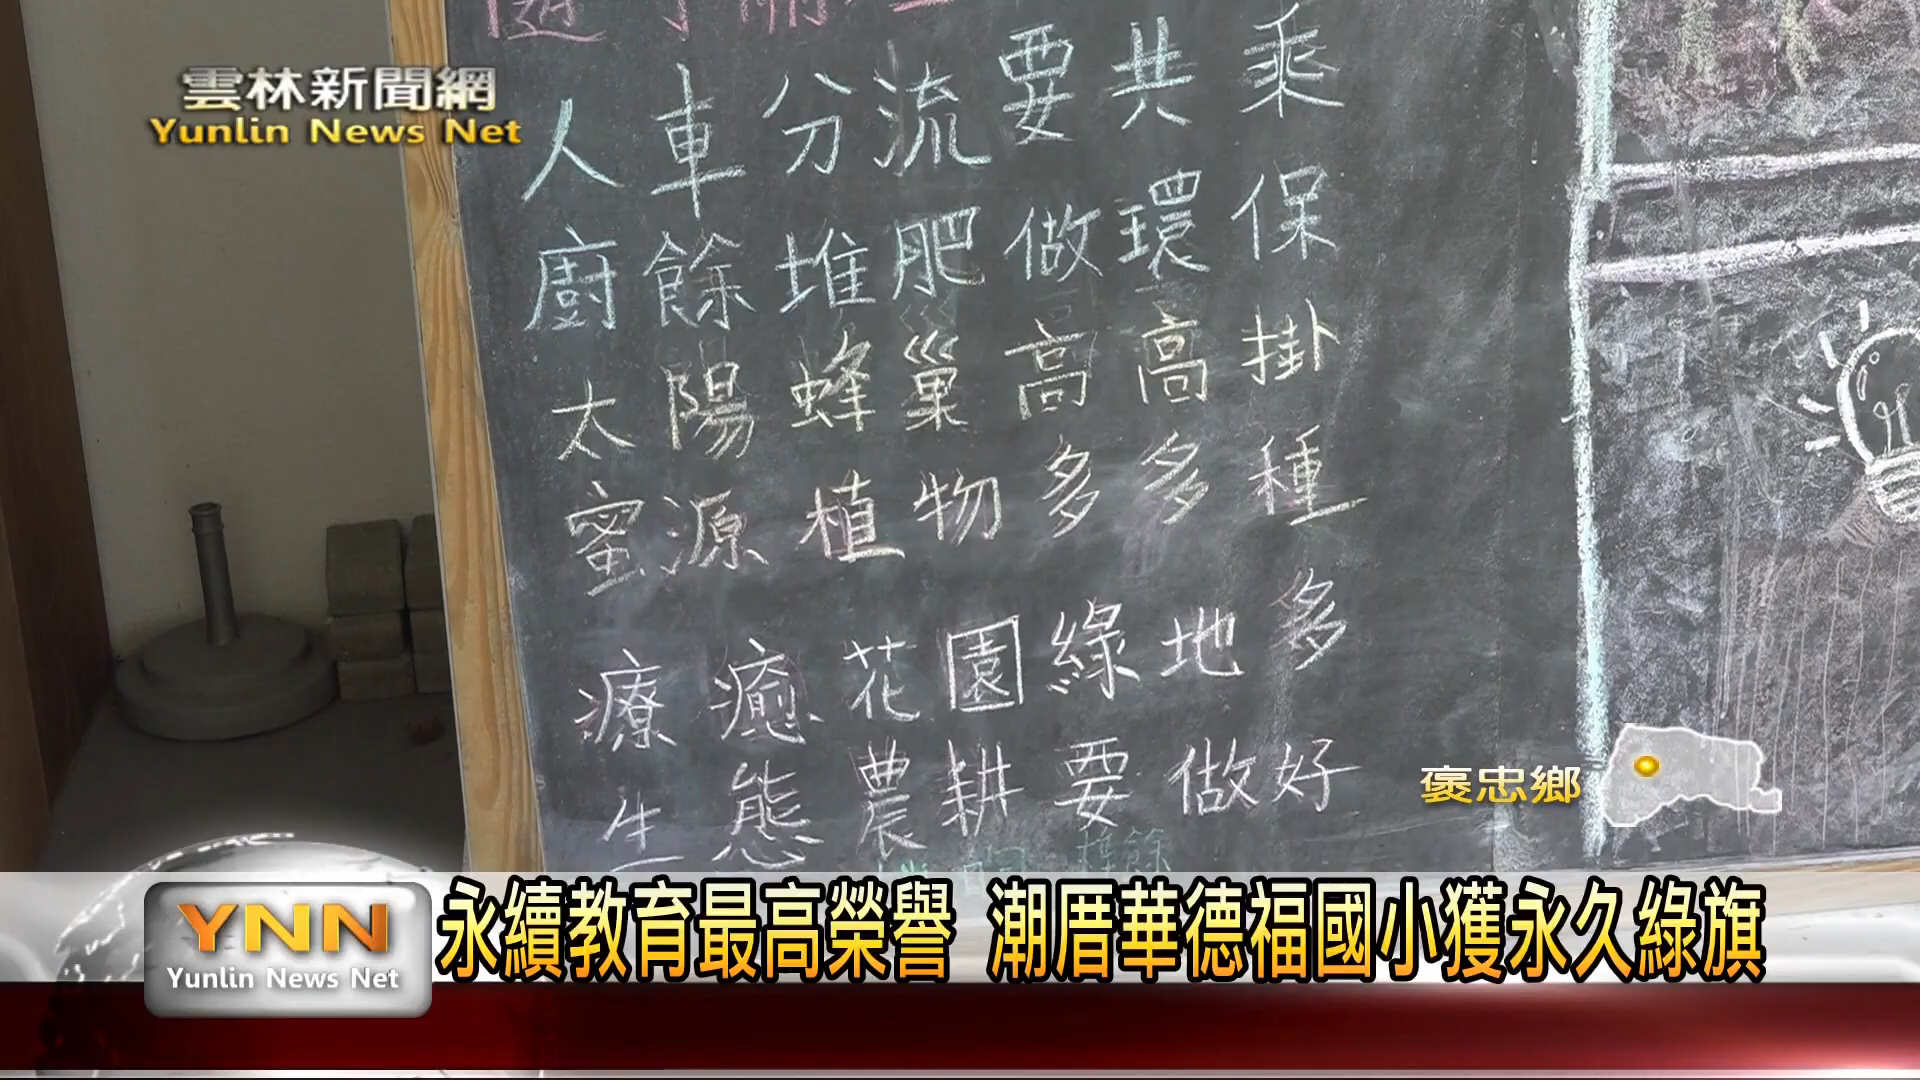 雲林新聞網
Yunlin News Net
人車分流要共乘
廚餘堆肥做環保
太陽蜂巢高高掛
蜜源植物多多種
療癒花園綠地多
生態農耕要做好
褒忠鄉
YNN
Yunlin News Net
永續教育最高榮譽 潮厝華德福國小獲永久綠旗